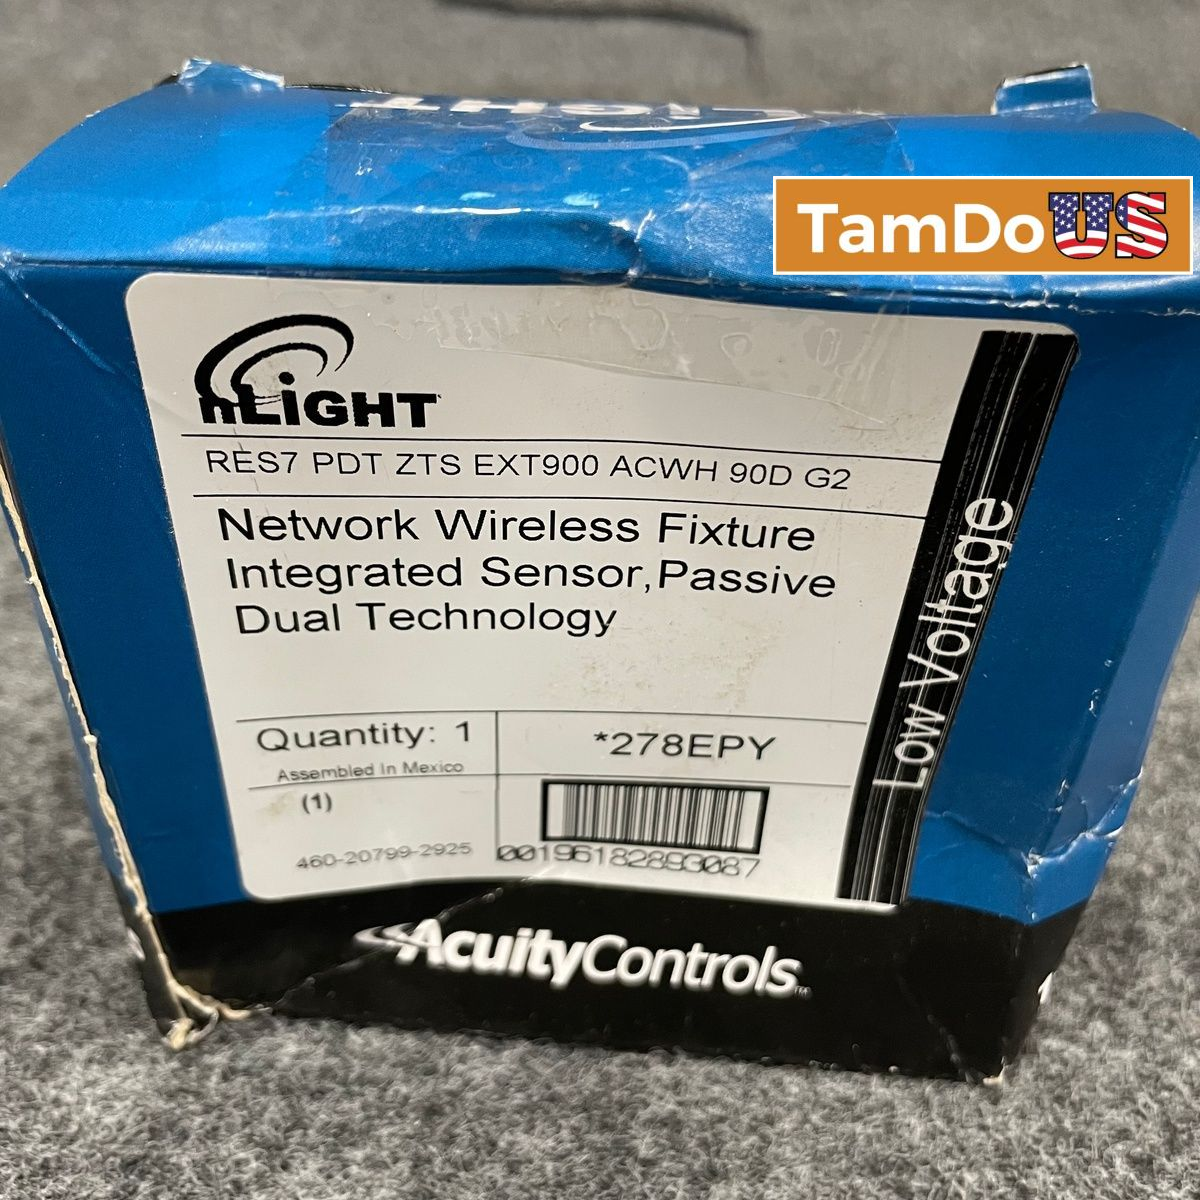 TamDoUS
nLiGHT
RES7 PDT ZTS EXT900 ACWH 90D G2
Network Wireless Fixture
Integrated Sensor,Passive
Dual Technology
Low Voltage
Quantity: 1
*278EPY
Assembled In Mexico
(1)
460-20799-2925
00196182893087
AcuityControls™